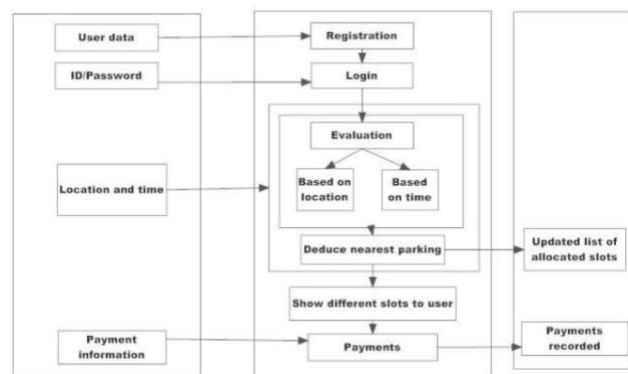 User data
Registration
ID/Password
Login
Evaluation
Based on
location
Based
on time
Location and time
Deduce nearest parking
Updated list of
allocated slots
Show different slots to user
Payment
information
Payments
Payments
recorded